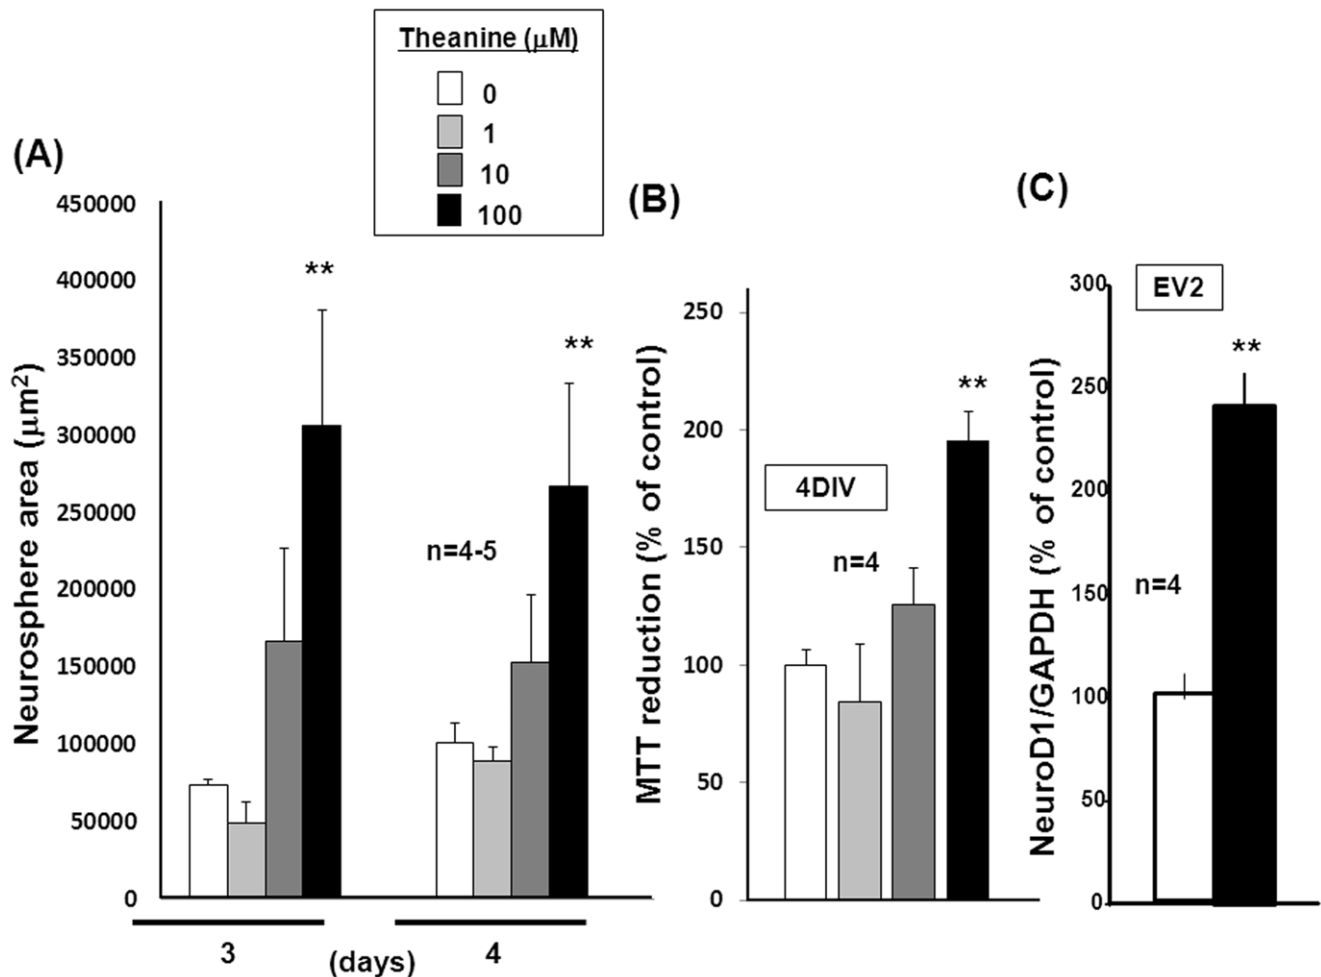 Theanine (μM)
0
1
10
100
(A)
Neurosphere area (μm²)
450000
400000
350000
300000
250000
200000
150000
100000
50000
0
**
**
n=4-5
3
(days)
4
(B)
MTT reduction (% of control)
250
200
150
100
50
0
4DIV
n=4
**
(C)
NeuroD1/GAPDH (% of control)
300
250
200
150
100
50
0
EV2
**
n=4